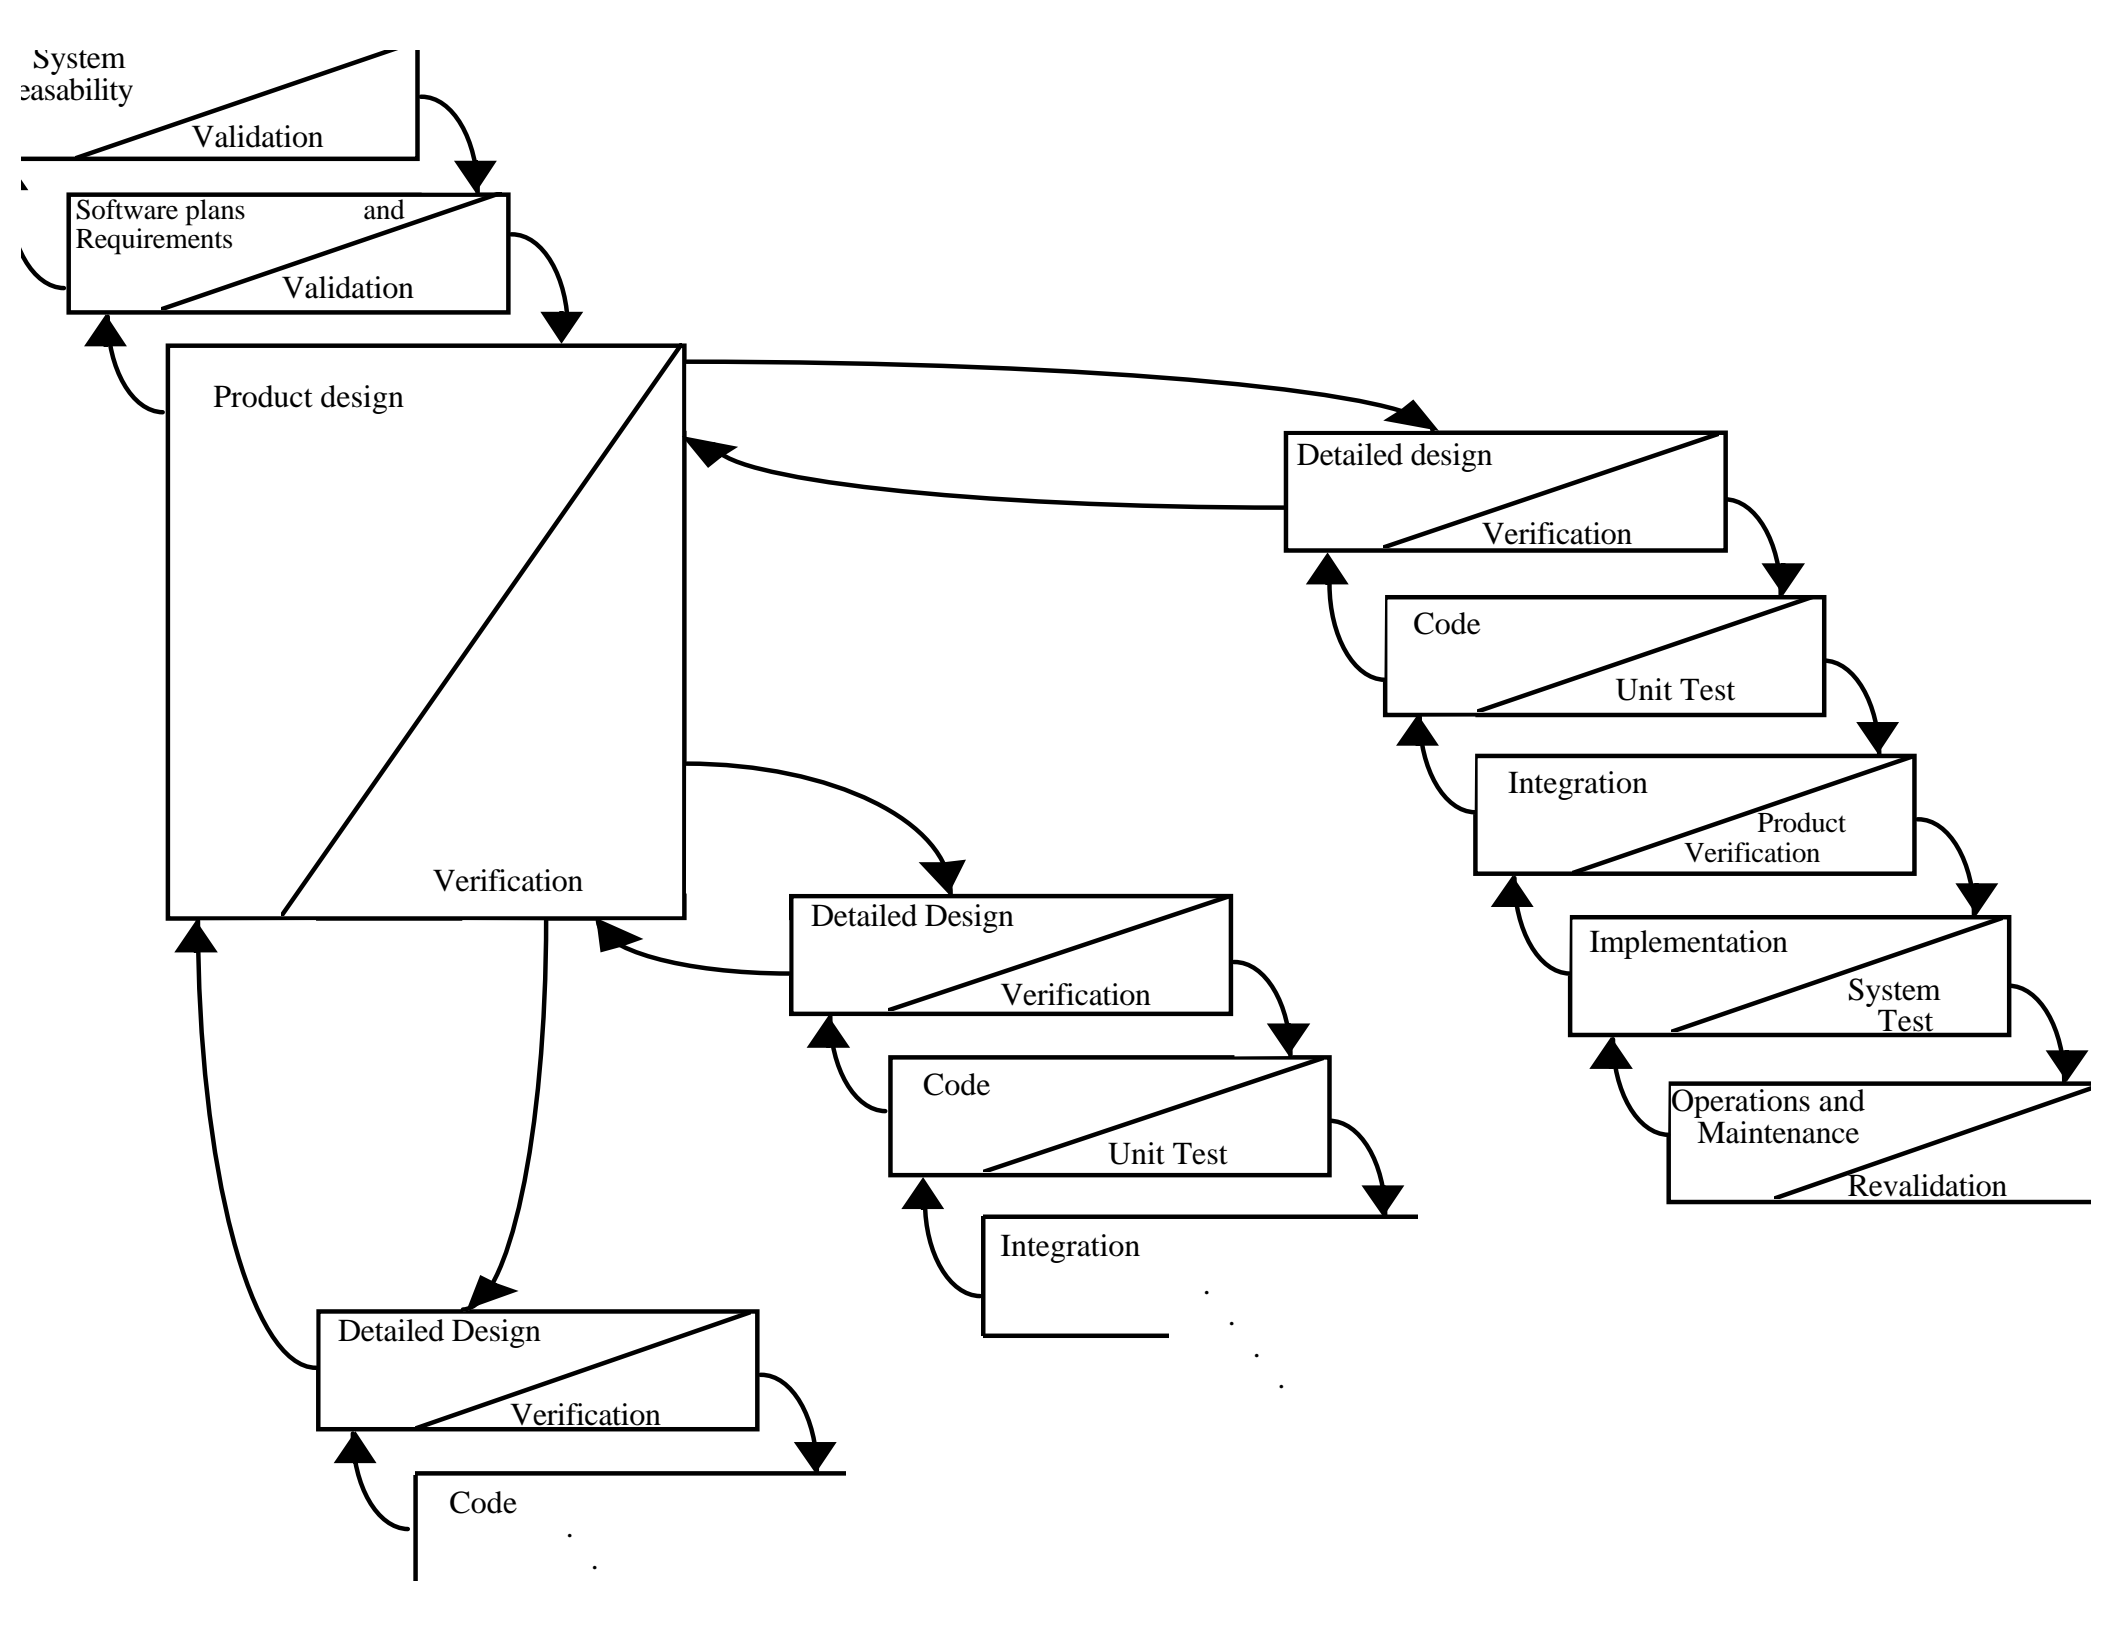 System
easability
Validation
Software plans and
Requirements
Validation
Product design
Verification
Detailed design
Verification
Code
Unit Test
Integration
Product
Verification
Implementation
System
Test
Operations and
Maintenance
Revalidation
Detailed Design
Verification
Code
Unit Test
Integration
Detailed Design
Verification
Code